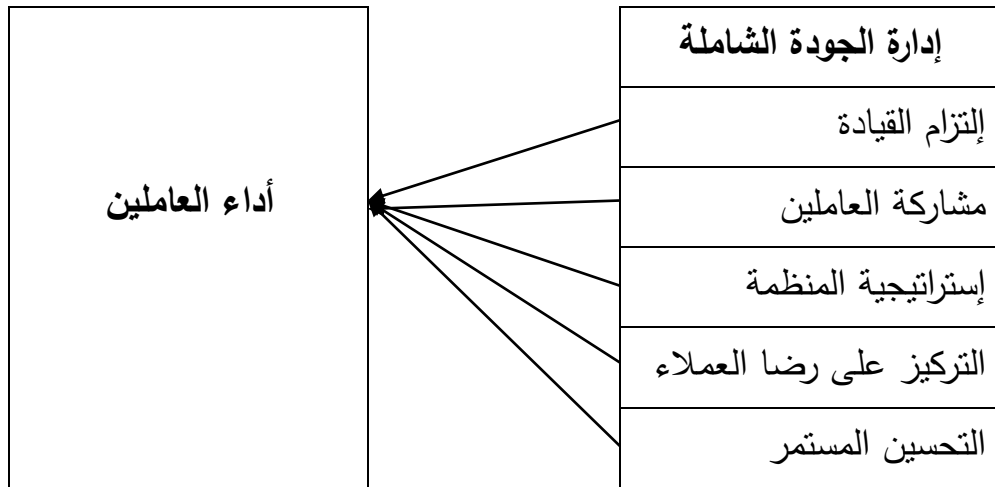 إدارة الجودة الشاملة
إلتزام القيادة
مشاركة العاملين
إستراتيجية المنظمة
التركيز على رضا العملاء
التحسين المستمر
أداء العاملين